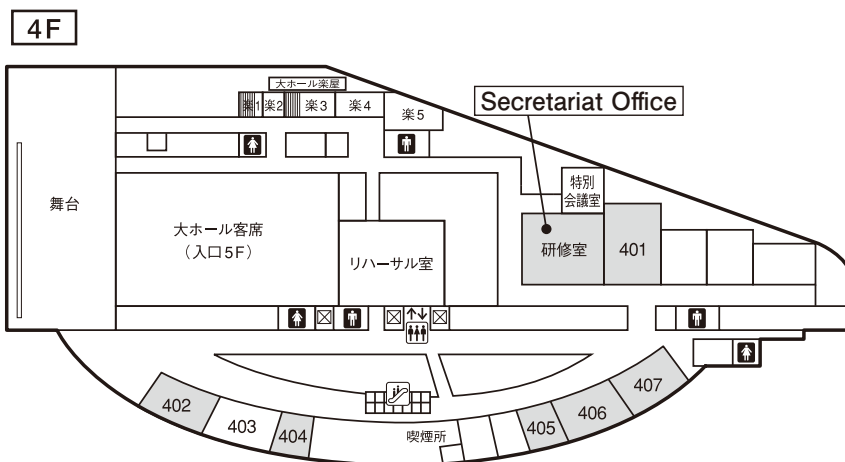 4F
大ホール楽屋
楽1
楽2
楽3
楽4
楽5
Secretariat Office
舞台
特別
会議室
大ホール客席
(入口5F)
リハーサル室
研修室
401
402
403
404
喫煙所
405
406
407